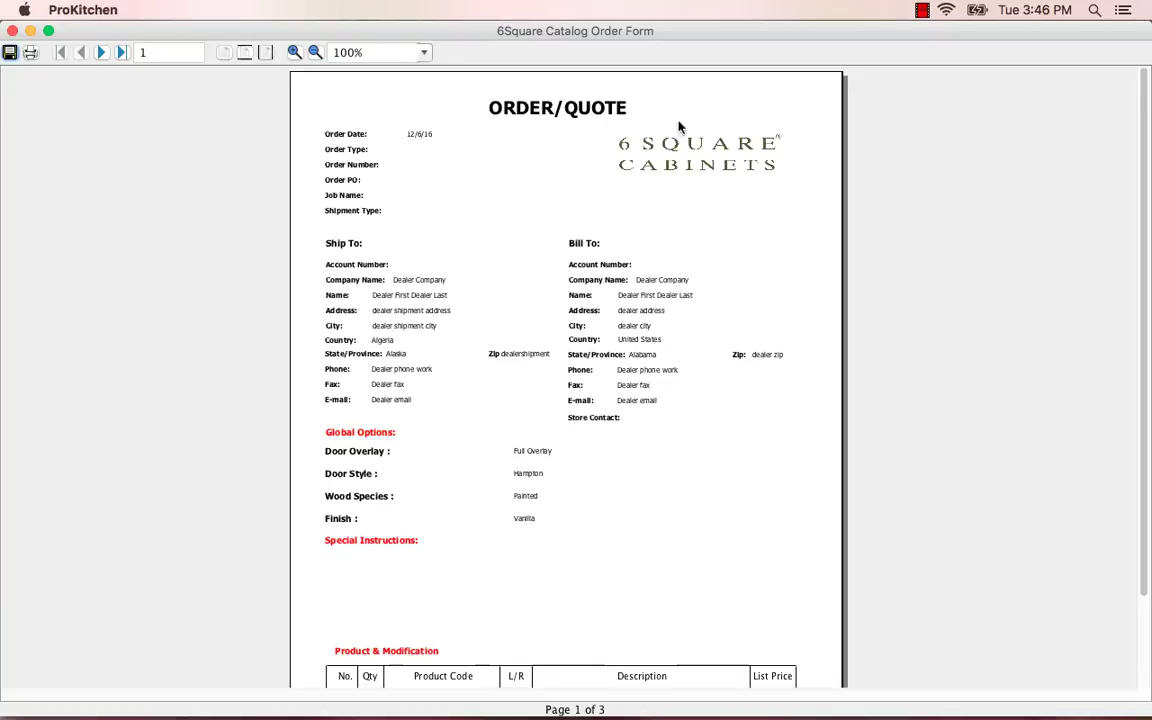 ProKitchen Tue 3:46 PM
6Square Catalog Order Form
1 100%
ORDER/QUOTE
6 SQUARE
CABINETS
Order Date: 12/6/16
Order Type:
Order Number:
Order PO:
Job Name:
Shipment Type:
Ship To: Bill To:
Account Number: Account Number:
Company Name: Dealer Company Company Name: Dealer Company
Name: Dealer First Dealer Last Name: Dealer First Dealer Last
Address: dealer shipment address Address: dealer address
City: dealer shipment city City: dealer city
Country: Algeria Country: United States
State/Province: Alaska Zip dealershipment State/Province: Alabama Zip: dealer zip
Phone: Dealer phone work Phone: Dealer phone work
Fax: Dealer fax Fax: Dealer fax
E-mail: Dealer email E-mail: Dealer email
Store Contact:
Global Options:
Door Overlay : Full Overlay
Door Style : Hampton
Wood Species : Painted
Finish : Vanilla
Special Instructions:
Product & Modification
No. Qty Product Code L/R Description List Price
Page 1 of 3